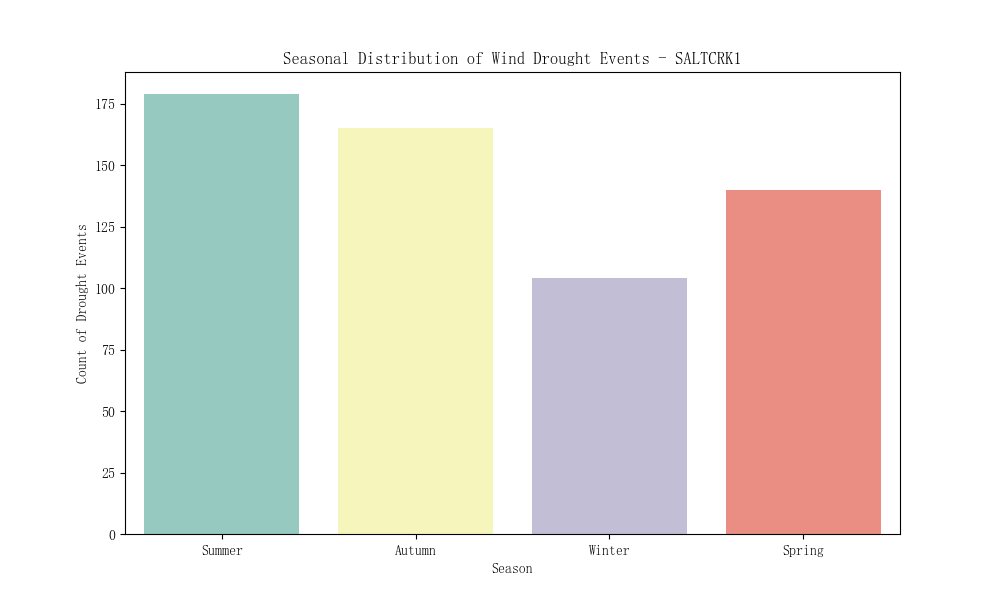 Seasonal Distribution of Wind Drought Events - SALTCRK1
Count of Drought Events
175
150
125
100
75
50
25
0
Summer Autumn Winter Spring
Season